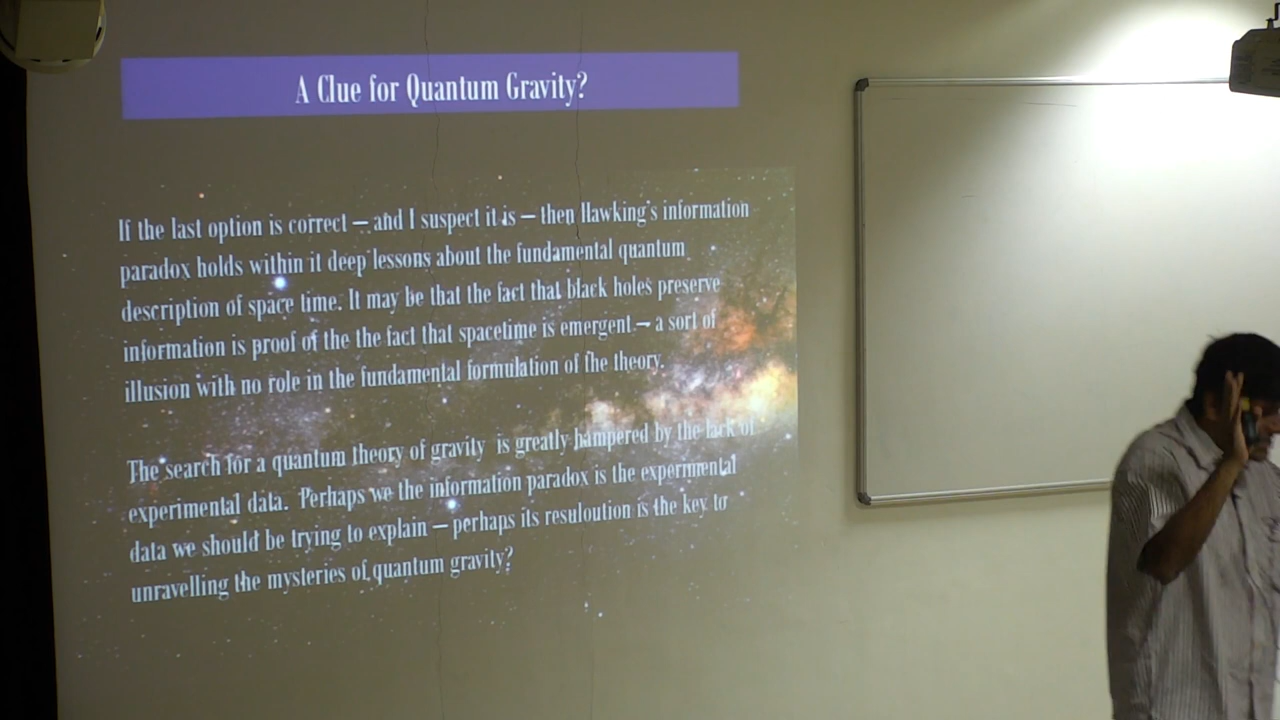 A Clue for Quantum Gravity?
If the last option is correct – and I suspect it is – then Hawking's information
paradox holds within it deep lessons about the fundamental quantum
description of space time. It may be that the fact that black holes preserve
information is proof of the the fact that spacetime is emergent – a sort of
illusion with no role in the fundamental formulation of the theory.
The search for a quantum theory of gravity is greatly hampered by the lack of
experimental data. Perhaps we the information paradox is the experimental
data we should be trying to explain – perhaps its resuloution is the key to
unravelling the mysteries of quantum gravity?